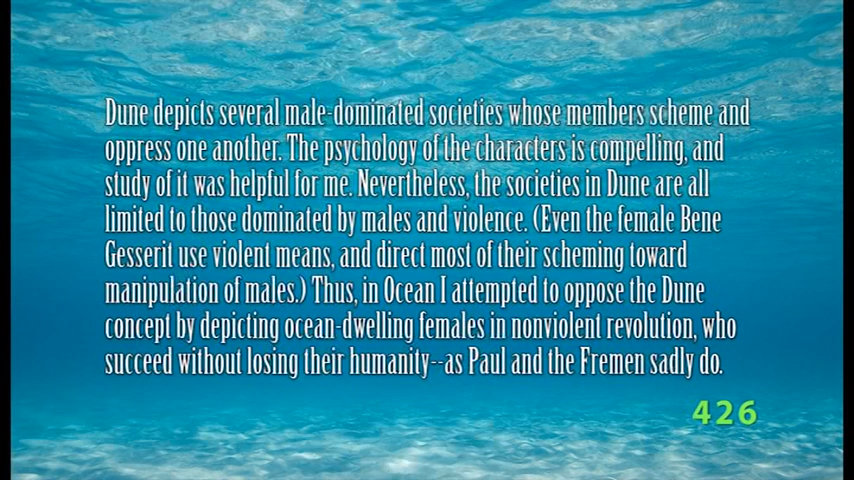 Dune depicts several male-dominated societies whose members scheme and
oppress one another. The psychology of the characters is compelling, and
study of it was helpful for me. Nevertheless, the societies in Dune are all
limited to those dominated by males and violence. (Even the female Bene
Gesserit use violent means, and direct most of their scheming toward
manipulation of males.) Thus, in Ocean I attempted to oppose the Dune
concept by depicting ocean-dwelling females in nonviolent revolution, who
succeed without losing their humanity--as Paul and the Fremen sadly do.
426